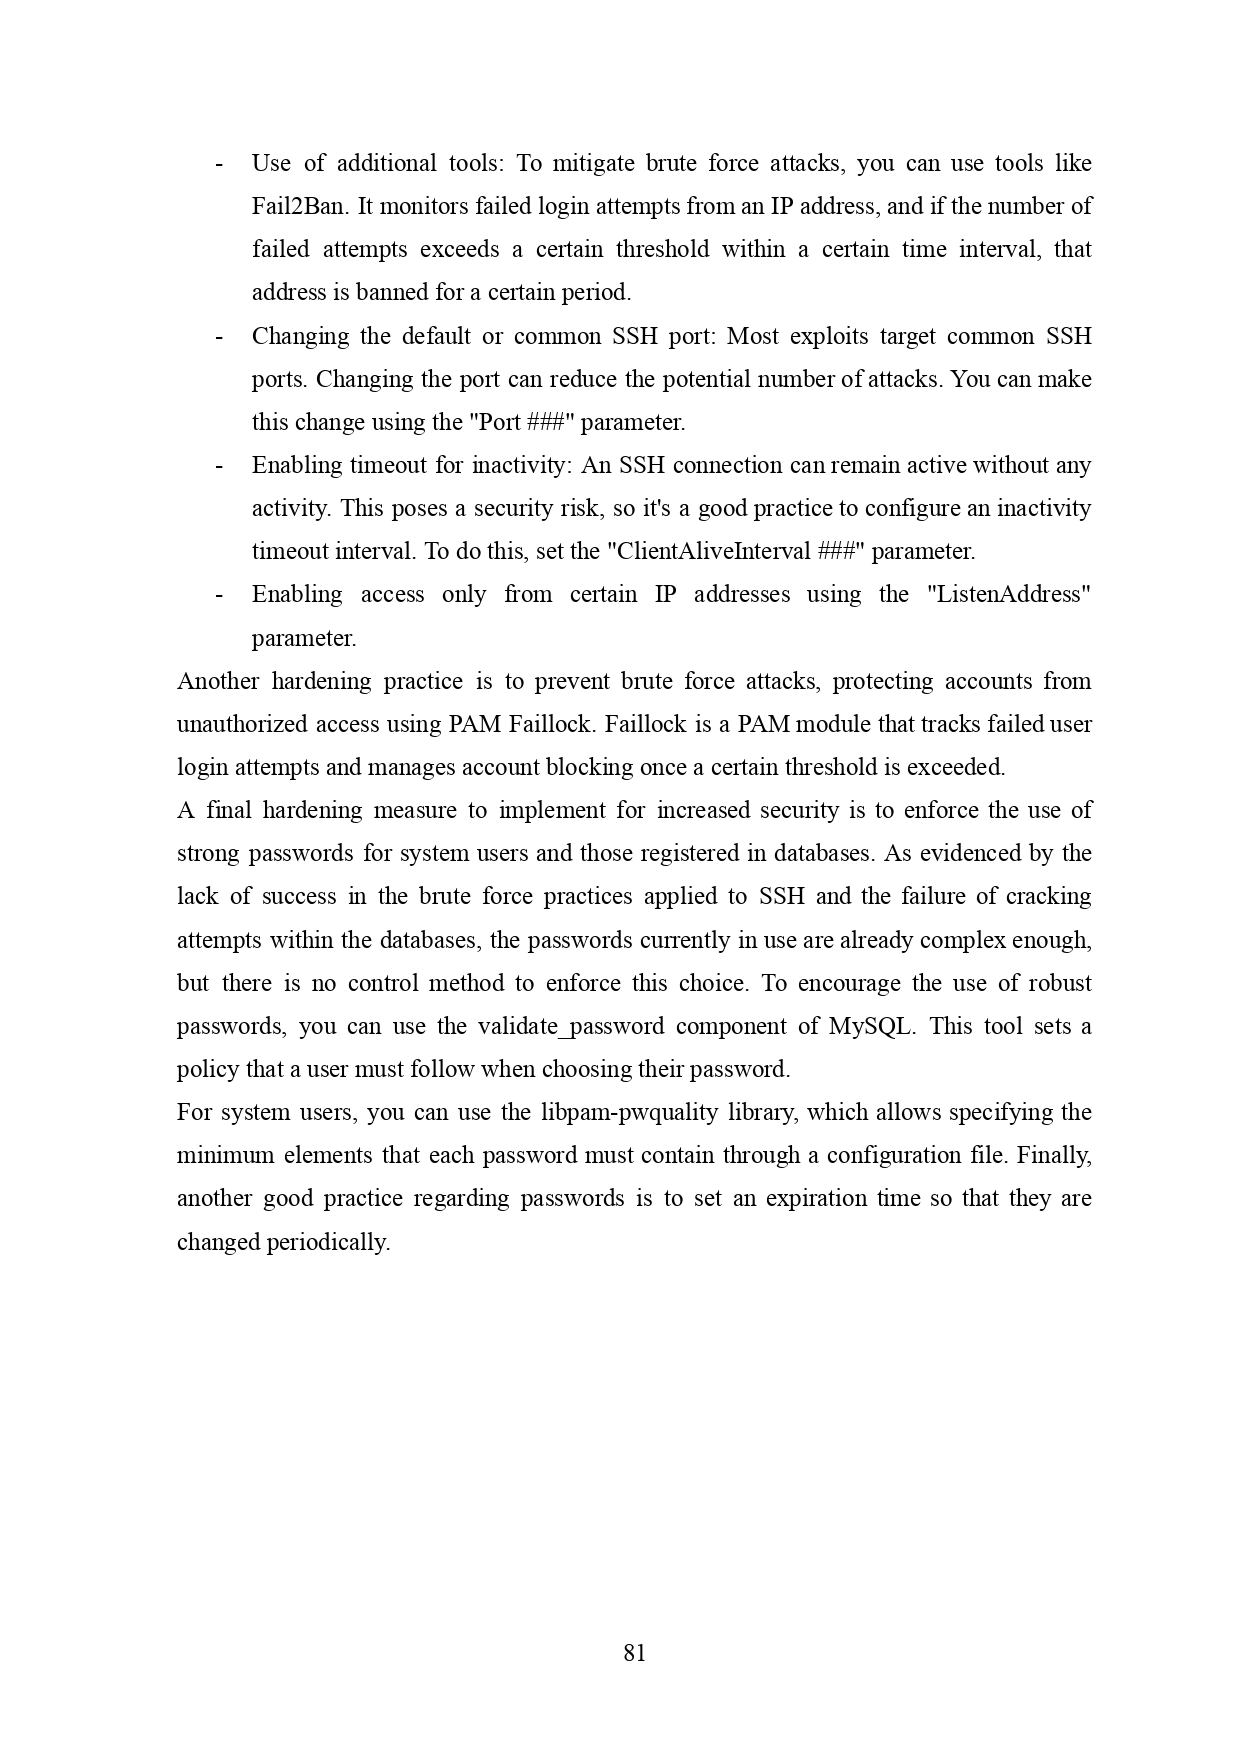 - Use of additional tools: To mitigate brute force attacks, you can use tools like
Fail2Ban. It monitors failed login attempts from an IP address, and if the number of
failed attempts exceeds a certain threshold within a certain time interval, that
address is banned for a certain period.
- Changing the default or common SSH port: Most exploits target common SSH
ports. Changing the port can reduce the potential number of attacks. You can make
this change using the "Port ###" parameter.
- Enabling timeout for inactivity: An SSH connection can remain active without any
activity. This poses a security risk, so it's a good practice to configure an inactivity
timeout interval. To do this, set the "ClientAliveInterval ###" parameter.
- Enabling access only from certain IP addresses using the "ListenAddress"
parameter.
Another hardening practice is to prevent brute force attacks, protecting accounts from
unauthorized access using PAM Faillock. Faillock is a PAM module that tracks failed user
login attempts and manages account blocking once a certain threshold is exceeded.
A final hardening measure to implement for increased security is to enforce the use of
strong passwords for system users and those registered in databases. As evidenced by the
lack of success in the brute force practices applied to SSH and the failure of cracking
attempts within the databases, the passwords currently in use are already complex enough,
but there is no control method to enforce this choice. To encourage the use of robust
passwords, you can use the validate_password component of MySQL. This tool sets a
policy that a user must follow when choosing their password.
For system users, you can use the libpam-pwquality library, which allows specifying the
minimum elements that each password must contain through a configuration file. Finally,
another good practice regarding passwords is to set an expiration time so that they are
changed periodically.
81